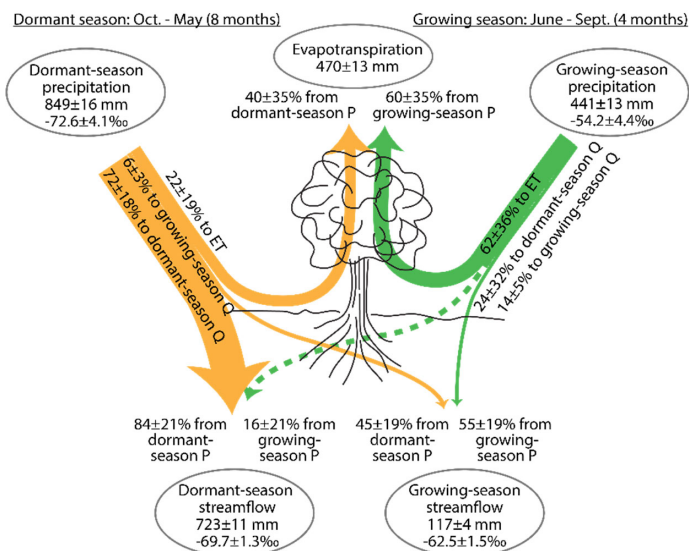 Dormant season: Oct. - May (8 months)
Growing season: June - Sept. (4 months)
Evapotranspiration
470±13 mm
Dormant-season
precipitation
849±16 mm
-72.6±4.1‰
Growing-season
precipitation
441±13 mm
-54.2±4.4‰
40±35% from
dormant-season P
60±35% from
growing-season P
22±19% to ET
6±3% to growing-season Q
72±18% to dormant-season Q
62±36% to ET
24±32% to dormant-season Q
14±5% to growing-season Q
84±21% from
dormant-
season P
16±21% from
growing-
season P
45±19% from
dormant-
season P
55±19% from
growing-
season P
Dormant-season
streamflow
723±11 mm
-69.7±1.3‰
Growing-season
streamflow
117±4 mm
-62.5±1.5‰